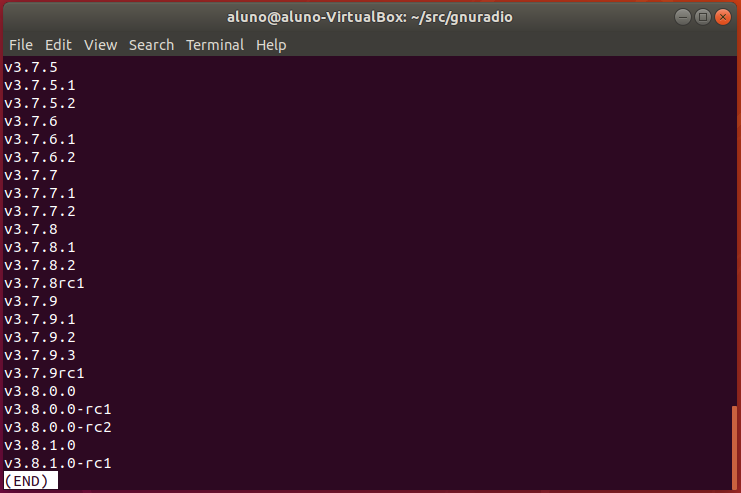 aluno@aluno-VirtualBox: ~/src/gnuradio
File Edit View Search Terminal Help
v3.7.5
v3.7.5.1
v3.7.5.2
v3.7.6
v3.7.6.1
v3.7.6.2
v3.7.7
v3.7.7.1
v3.7.7.2
v3.7.8
v3.7.8.1
v3.7.8.2
v3.7.8rc1
v3.7.9
v3.7.9.1
v3.7.9.2
v3.7.9.3
v3.7.9rc1
v3.8.0.0
v3.8.0.0-rc1
v3.8.0.0-rc2
v3.8.1.0
v3.8.1.0-rc1
(END)